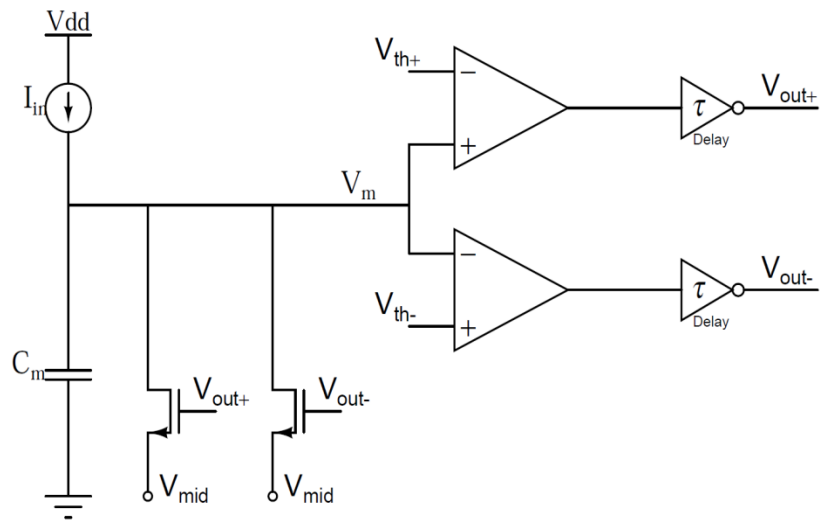 Vdd
Iin
Vth+
−
+
τ
Delay
Vout+
Vm
−
+
Vth-
τ
Delay
Vout-
Cm
Vout+
Vout-
Vmid
Vmid